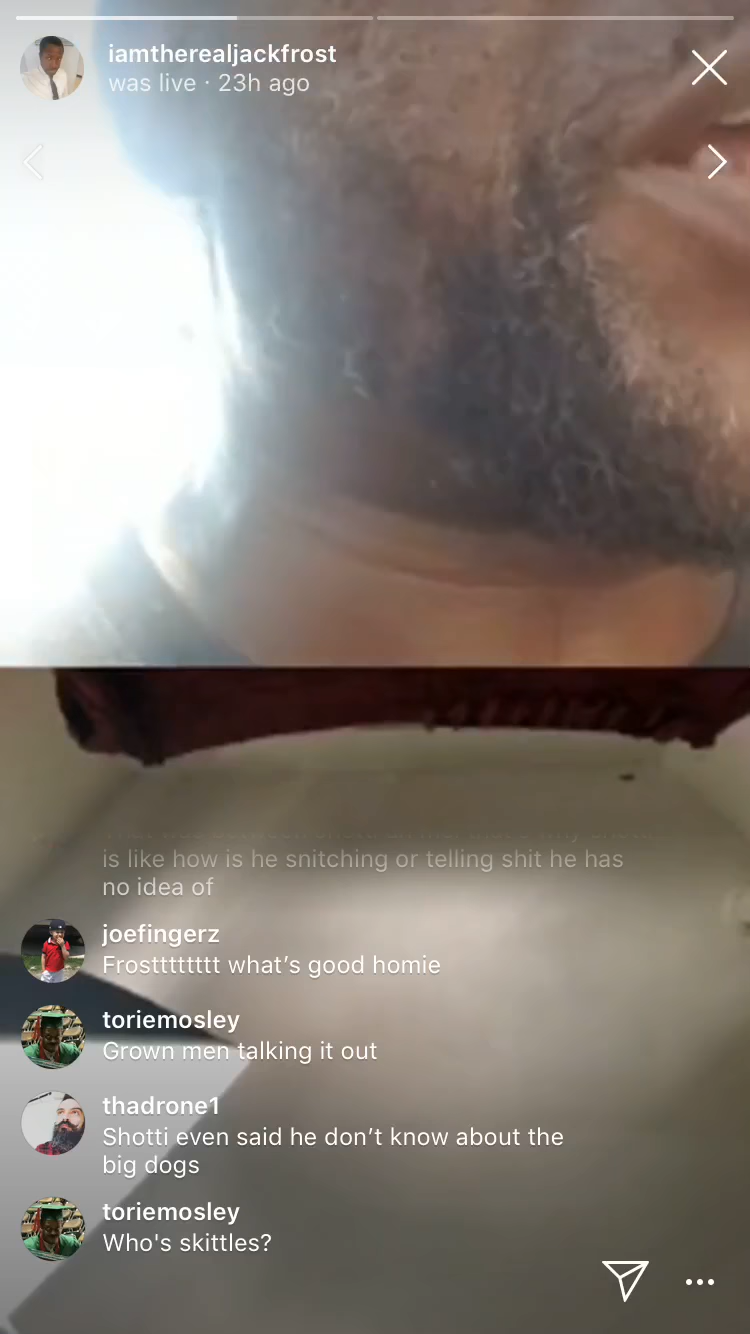 iamtherealjackfrost
was live · 23h ago
is like how is he snitching or telling shit he has
no idea of
joefingerz
Frostttttttt what's good homie
toriemosley
Grown men talking it out
thadrone1
Shotti even said he don't know about the
big dogs
toriemosley
Who's skittles?